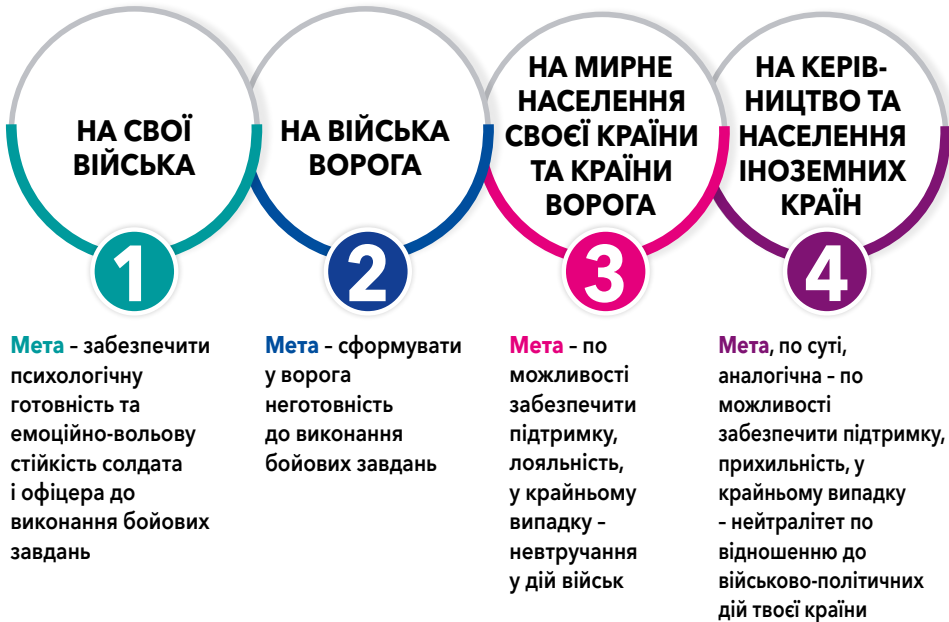 НА СВОЇ
ВІЙСЬКА
1
Мета – забезпечити
психологічну
готовність та
емоційно-вольову
стійкість солдата
і офіцера до
виконання бойових
завдань
НА ВІЙСЬКА
ВОРОГА
2
Мета – сформувати
у ворога
неготовність
до виконання
бойових завдань
НА МИРНЕ
НАСЕЛЕННЯ
СВОЄЇ КРАЇНИ
ТА КРАЇНИ
ВОРОГА
3
Мета – по
можливості
забезпечити
підтримку,
лояльність,
у крайньому
випадку –
невтручання
у дій військ
НА КЕРІВ-
НИЦТВО ТА
НАСЕЛЕННЯ
ІНОЗЕМНИХ
КРАЇН
4
Мета, по суті,
аналогічна – по
можливості
забезпечити підтримку,
прихильність, у
крайньому випадку
– нейтралітет по
відношенню до
військово-політичних
дій твоєї країни